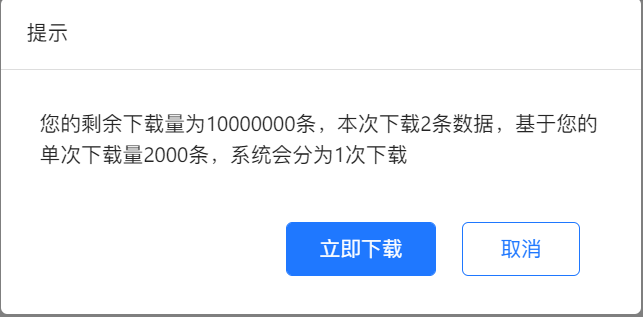 提示
您的剩余下载量为10000000条，本次下载2条数据，基于您的
单次下载量2000条，系统会分为1次下载
立即下载
取消